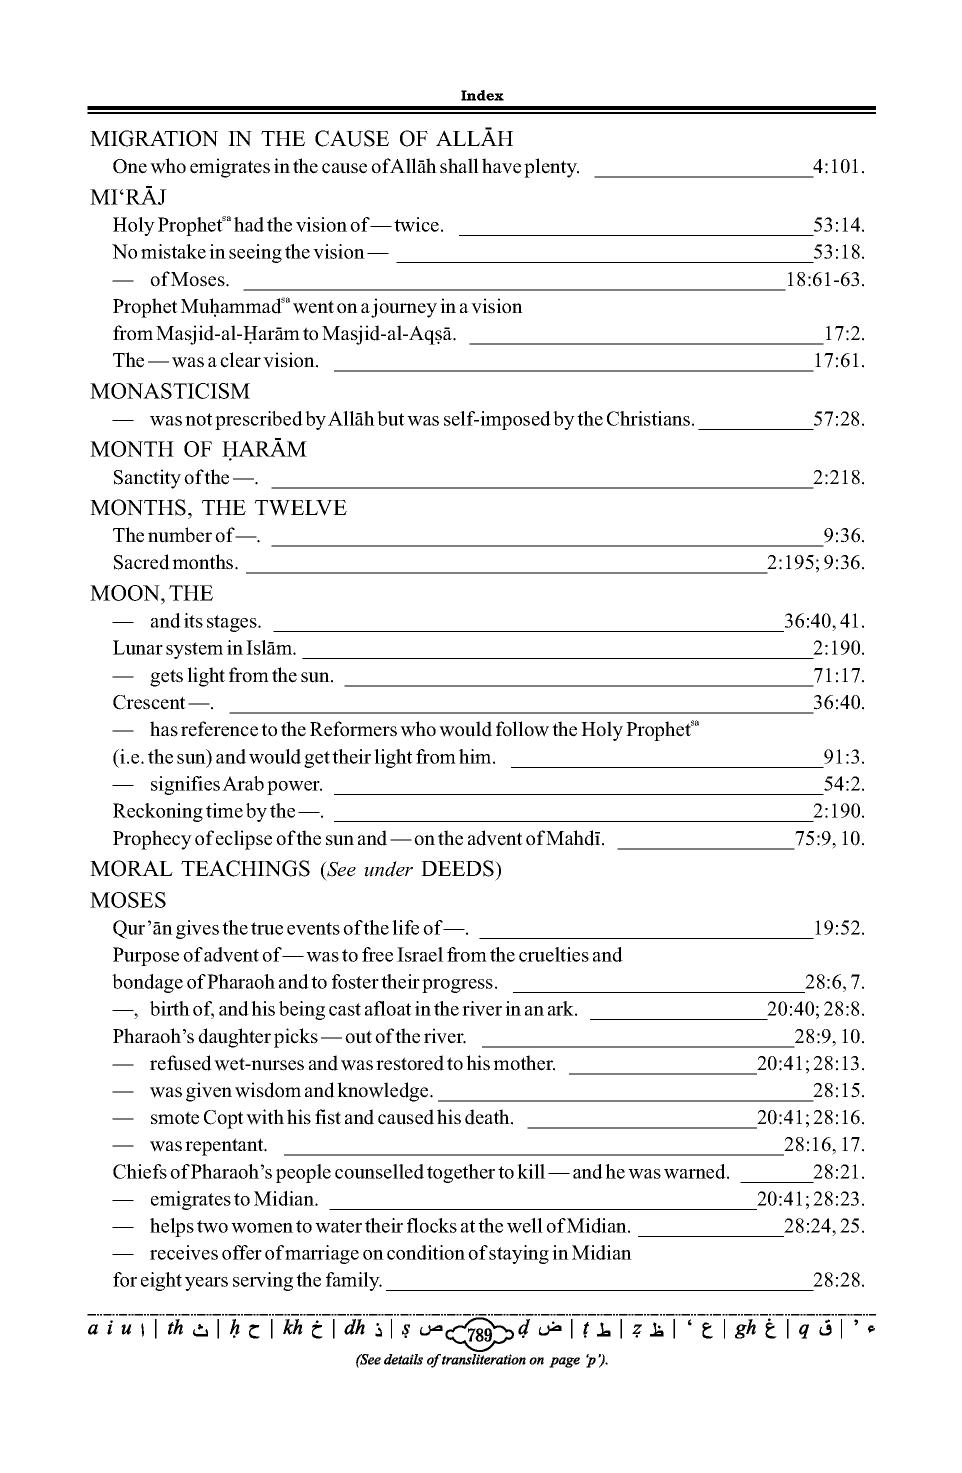 Index
MIGRATION IN THE CAUSE OF ALLĀH
One who emigrates in the cause of Allāh shall have plenty. 4:101.
MI‘RĀJ
Holy Prophetsa had the vision of — twice. 53:14.
No mistake in seeing the vision — 53:18.
— of Moses. 18:61-63.
Prophet Muḥammadsa went on a journey in a vision
from Masjid-al-Ḥarām to Masjid-al-Aqṣā. 17:2.
The — was a clear vision. 17:61.
MONASTICISM
— was not prescribed by Allāh but was self-imposed by the Christians. 57:28.
MONTH OF ḤARĀM
Sanctity of the —. 2:218.
MONTHS, THE TWELVE
The number of —. 9:36.
Sacred months. 2:195; 9:36.
MOON, THE
— and its stages. 36:40, 41.
Lunar system in Islām. 2:190.
— gets light from the sun. 71:17.
Crescent —. 36:40.
— has reference to the Reformers who would follow the Holy Prophetsa
(i.e. the sun) and would get their light from him. 91:3.
— signifies Arab power. 54:2.
Reckoning time by the —. 2:190.
Prophecy of eclipse of the sun and — on the advent of Mahdī. 75:9, 10.
MORAL TEACHINGS (See under DEEDS)
MOSES
Qur’ān gives the true events of the life of —. 19:52.
Purpose of advent of — was to free Israel from the cruelties and
bondage of Pharaoh and to foster their progress. 28:6, 7.
—, birth of, and his being cast afloat in the river in an ark. 20:40; 28:8.
Pharaoh’s daughter picks — out of the river. 28:9, 10.
— refused wet-nurses and was restored to his mother. 20:41; 28:13.
— was given wisdom and knowledge. 28:15.
— smote Copt with his fist and caused his death. 20:41; 28:16.
— was repentant. 28:16, 17.
Chiefs of Pharaoh’s people counselled together to kill — and he was warned. 28:21.
— emigrates to Midian. 20:41; 28:23.
— helps two women to water their flocks at the well of Midian. 28:24, 25.
— receives offer of marriage on condition of staying in Midian
for eight years serving the family. 28:28.
a i u ا | th ث | ḥ ح | kh خ | dh ذ | ṣ ص 789 ḍ ض | ṭ ط | ẓ ظ | ‘ ع | gh غ | q ق | ’ ء
(See details of transliteration on page ‘p’).